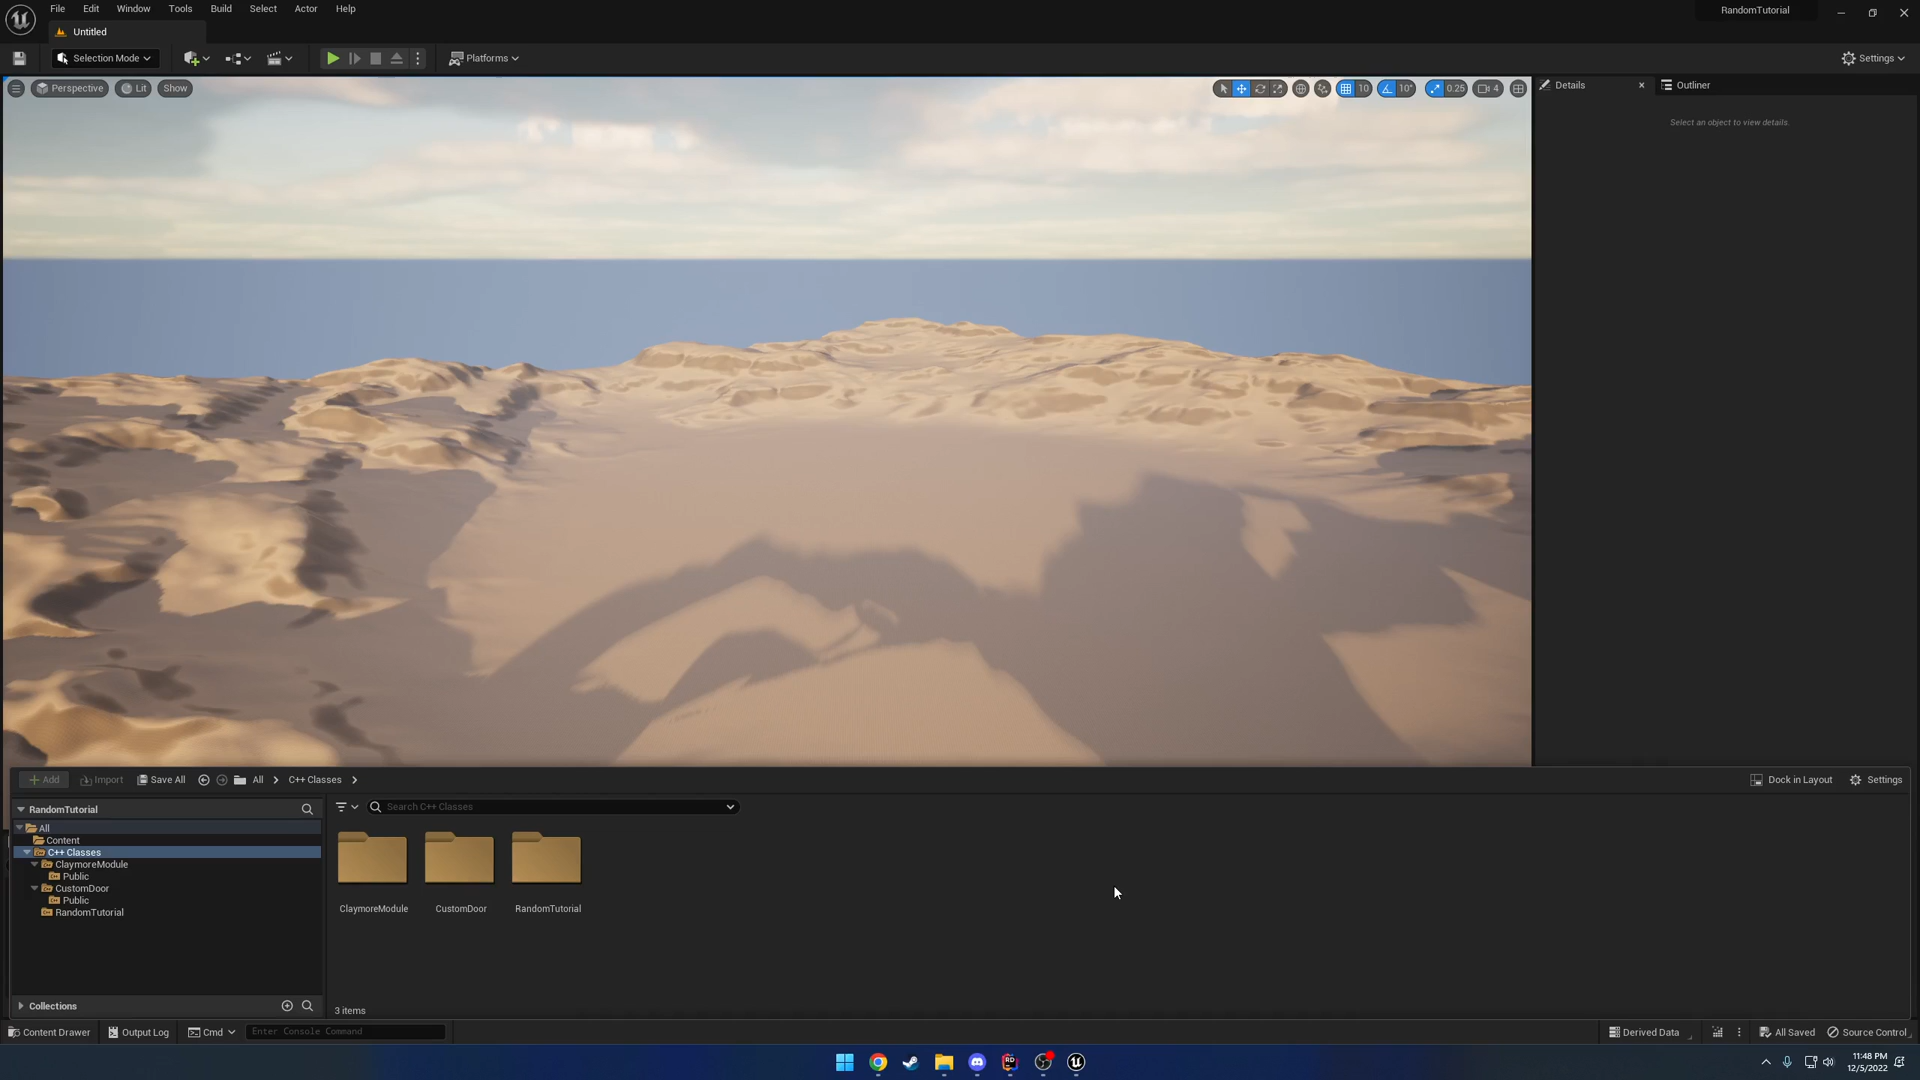 File Edit Window Tools Build Select Actor Help
RandomTutorial
Untitled
Selection Mode
Platforms
Settings
Perspective Lit Show
10 10° 0.25 4
Details
Outliner
Select an object to view details.
Add Import Save All All C++ Classes
Dock in Layout Settings
RandomTutorial
Search C++ Classes
All
Content
C++ Classes
ClaymoreModule
Public
CustomDoor
Public
RandomTutorial
ClaymoreModule CustomDoor RandomTutorial
Collections
3 items
Content Drawer Output Log Cmd Enter Console Command
Derived Data All Saved Source Control
RD
11:48 PM
12/5/2022